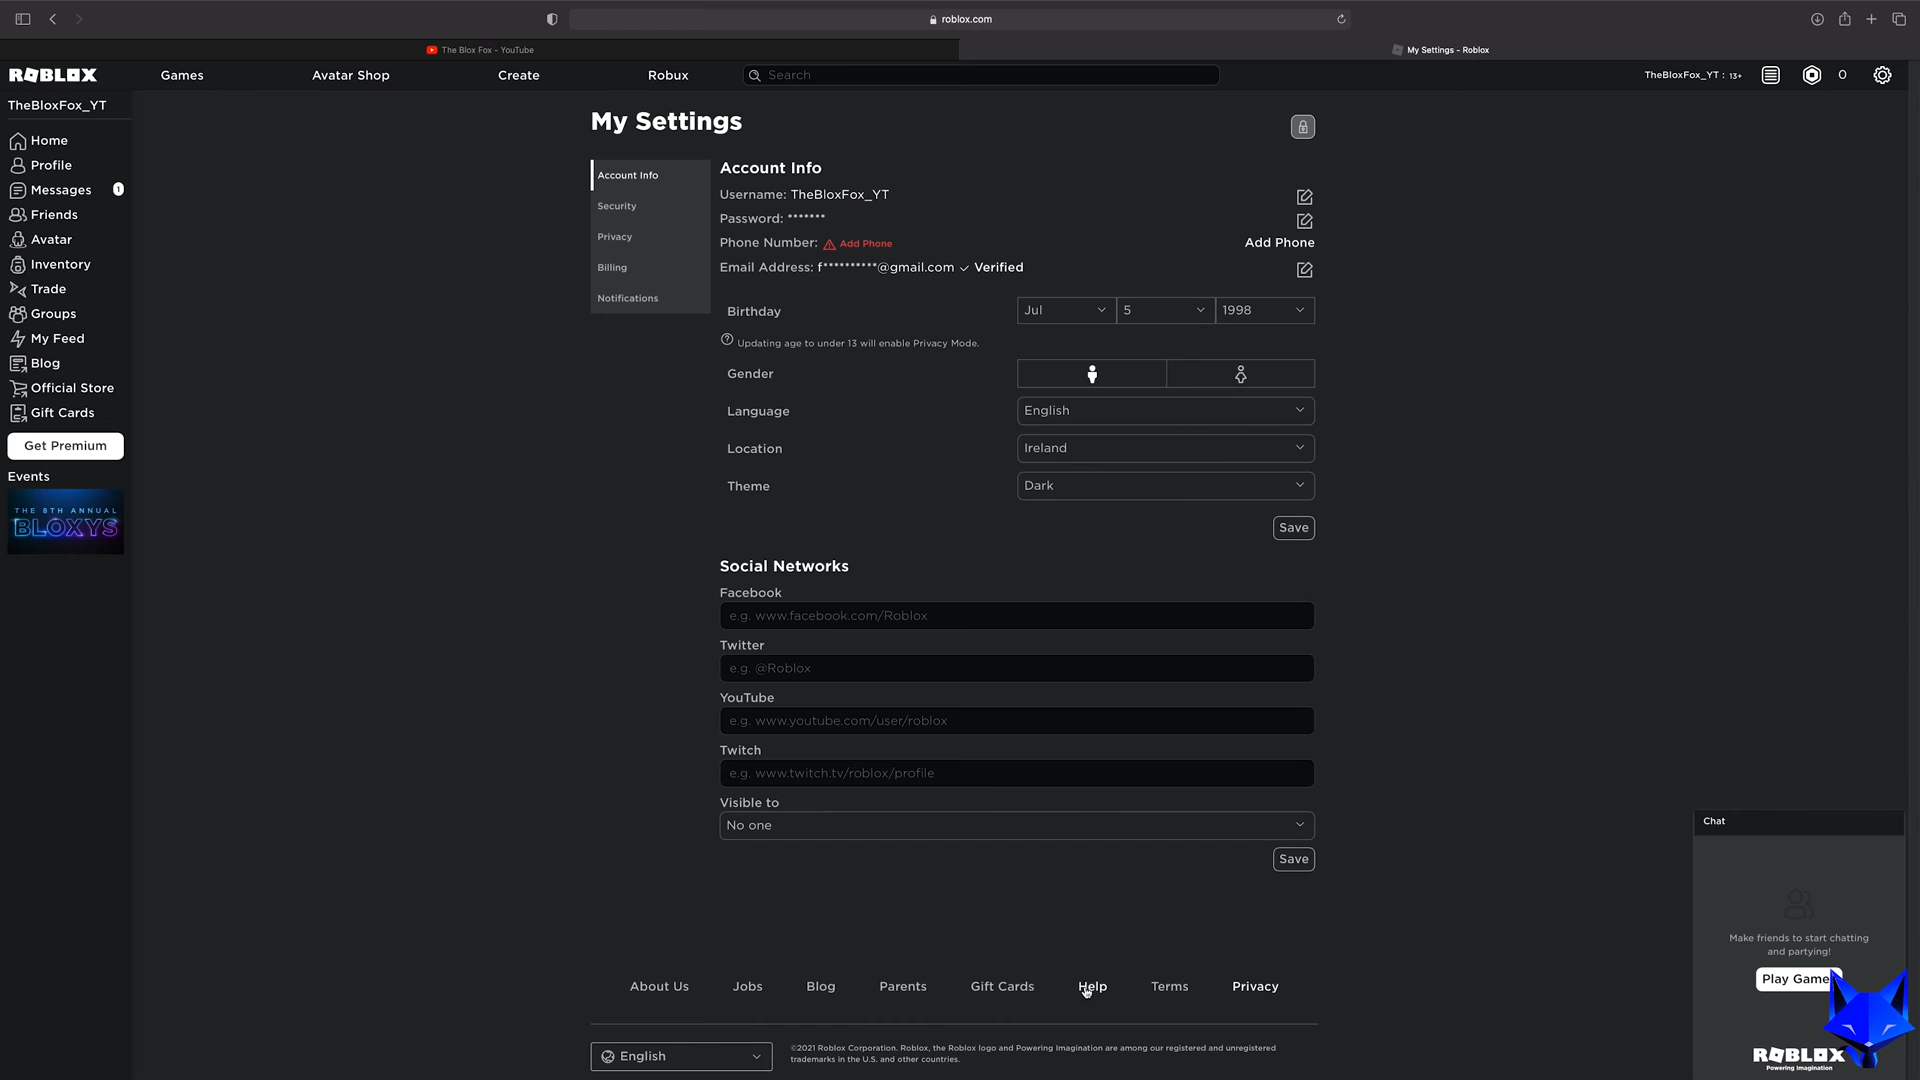 roblox.com
The Blox Fox - YouTube
My Settings - Roblox
ROBLOX
Games
Avatar Shop
Create
Robux
Search
TheBloxFox_YT : 13+
0
TheBloxFox_YT
Home
Profile
Messages 1
Friends
Avatar
Inventory
Trade
Groups
My Feed
Blog
Official Store
Gift Cards
Get Premium
Events
THE 8TH ANNUAL
BLOXYS
My Settings
Account Info
Security
Privacy
Billing
Notifications
Account Info
Username: TheBloxFox_YT
Password: *******
Phone Number: Add Phone Add Phone
Email Address: f**********@gmail.com Verified
Birthday Jul 5 1998
Updating age to under 13 will enable Privacy Mode.
Gender
Language English
Location Ireland
Theme Dark
Save
Social Networks
Facebook
e.g. www.facebook.com/Roblox
Twitter
e.g. @Roblox
YouTube
e.g. www.youtube.com/user/roblox
Twitch
e.g. www.twitch.tv/roblox/profile
Visible to
No one
Save
About Us
Jobs
Blog
Parents
Gift Cards
Help
Terms
Privacy
English
©2021 Roblox Corporation. Roblox, the Roblox logo and Powering Imagination are among our registered and unregistered
trademarks in the U.S. and other countries.
Chat
Make friends to start chatting
and partying!
Play Game
ROBLOX
Powering Imagination